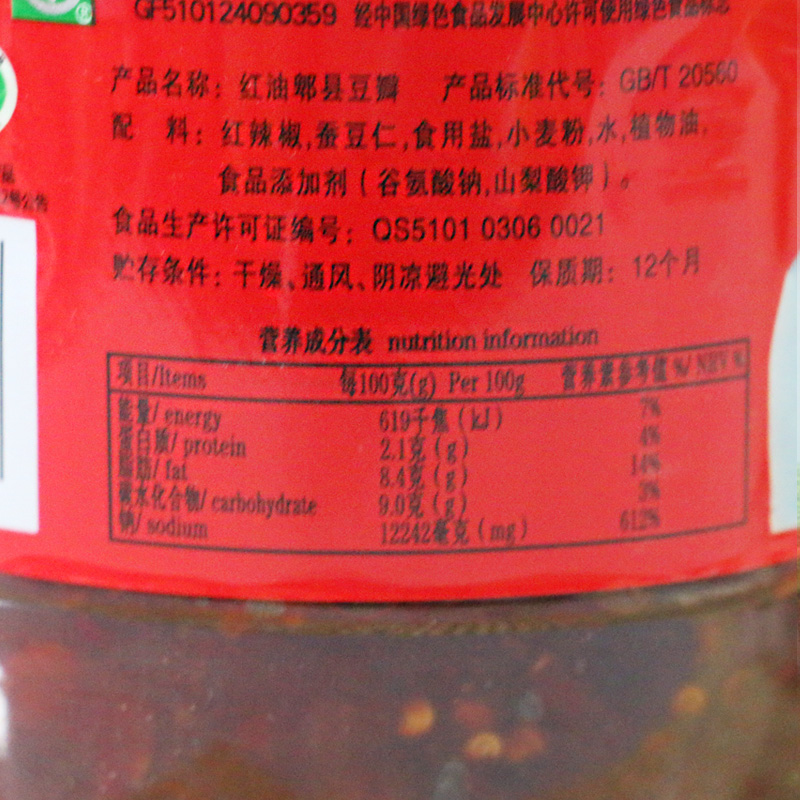 GF510124090359 经中国绿色食品发展中心许可使用绿色食品标志
产品名称：红油郫县豆瓣 产品标准代号：GB/T 20560
配 料：红辣椒,蚕豆仁,食用盐,小麦粉,水,植物油,
食品添加剂（谷氨酸钠,山梨酸钾）。
食品生产许可证编号：QS5101 0306 0021
贮存条件：干燥、通风、阴凉避光处 保质期：12个月
营养成分表 nutrition information
项目/Items 每100克(g) Per 100g 营养素参考值 %/ NRV %
能量/ energy 619千焦（kJ） 7%
蛋白质/ protein 2.1克（g） 4%
脂肪/ fat 8.4克（g） 14%
碳水化合物/ carbohydrate 9.0克（g） 3%
钠/ sodium 12242毫克（mg） 612%